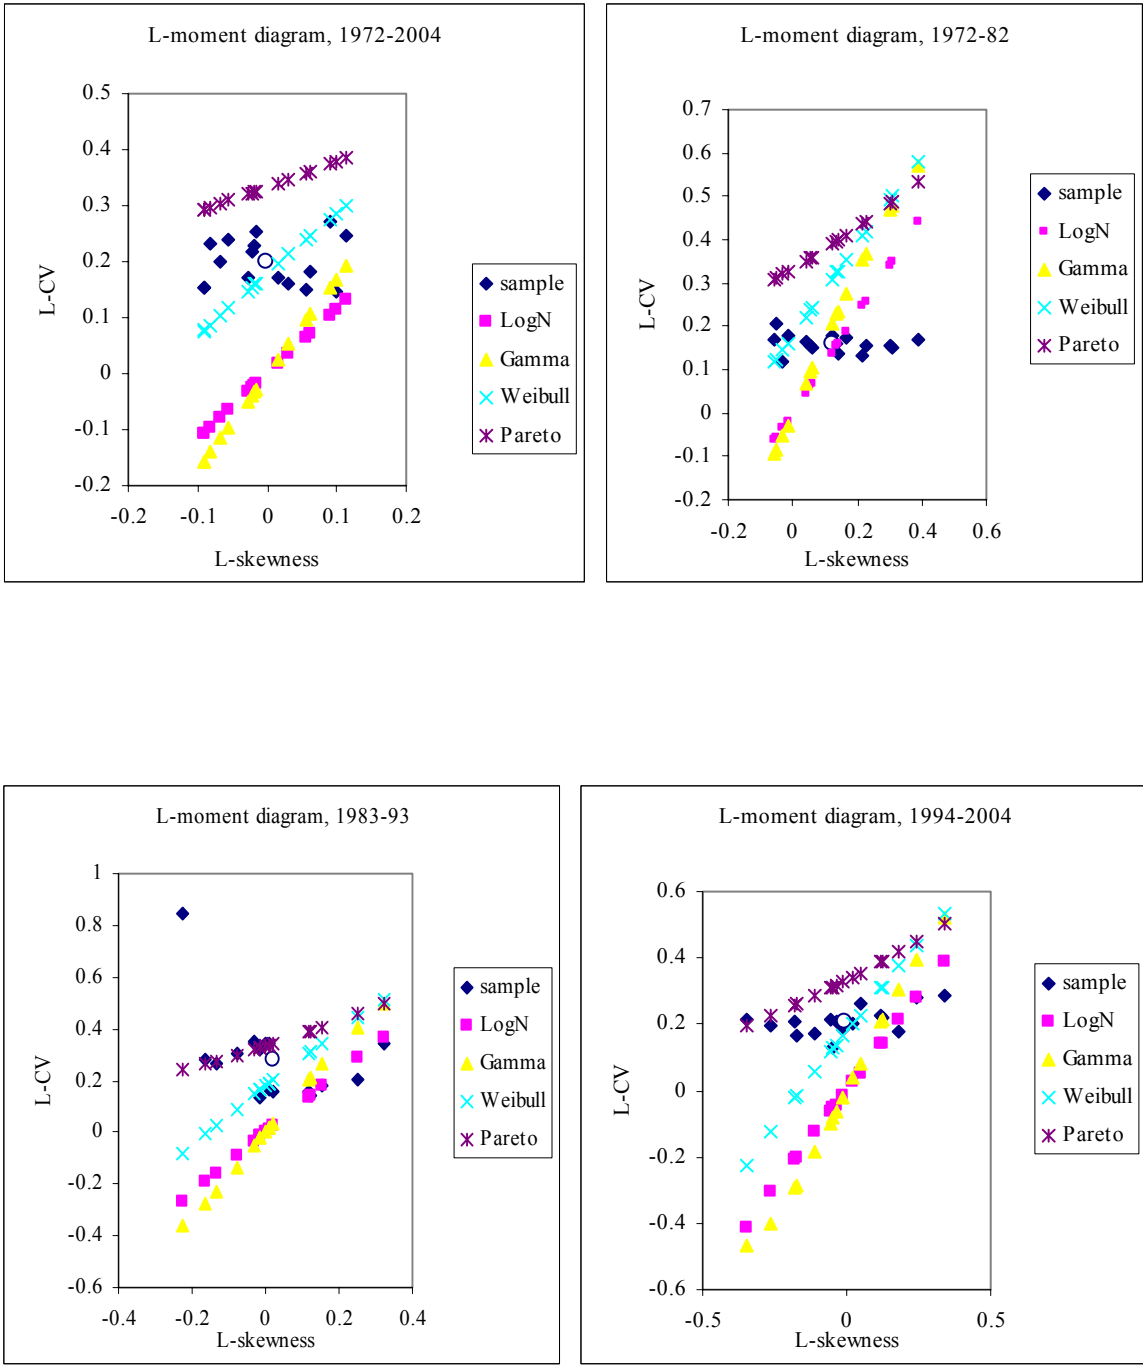 L-moment diagram, 1972-2004
0.5
0.4
0.3
0.2
0.1
0
-0.1
-0.2
-0.2 -0.1 0 0.1 0.2
L-CV
L-skewness
sample
LogN
Gamma
Weibull
Pareto
L-moment diagram, 1972-82
0.7
0.6
0.5
0.4
0.3
0.2
0.1
0
-0.1
-0.2
-0.2 0 0.2 0.4 0.6
L-CV
L-skewness
sample
LogN
Gamma
Weibull
Pareto
L-moment diagram, 1983-93
1
0.8
0.6
0.4
0.2
0
-0.2
-0.4
-0.6
-0.4 -0.2 0 0.2 0.4
L-CV
L-skewness
sample
LogN
Gamma
Weibull
Pareto
L-moment diagram, 1994-2004
0.6
0.4
0.2
0
-0.2
-0.4
-0.6
-0.5 0 0.5
L-CV
L-skewness
sample
LogN
Gamma
Weibull
Pareto